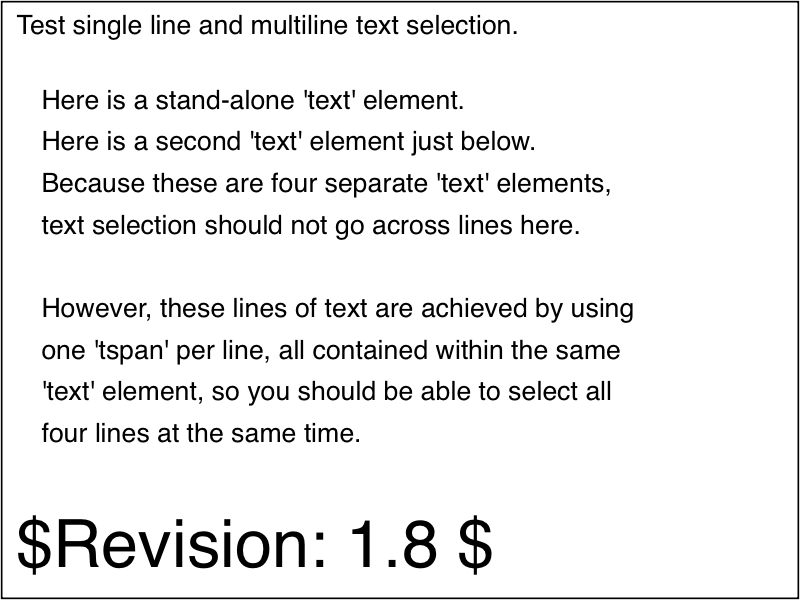 Test single line and multiline text selection.
Here is a stand-alone 'text' element.
Here is a second 'text' element just below.
Because these are four separate 'text' elements,
text selection should not go across lines here.
However, these lines of text are achieved by using
one 'tspan' per line, all contained within the same
'text' element, so you should be able to select all
four lines at the same time.
$Revision: 1.8 $